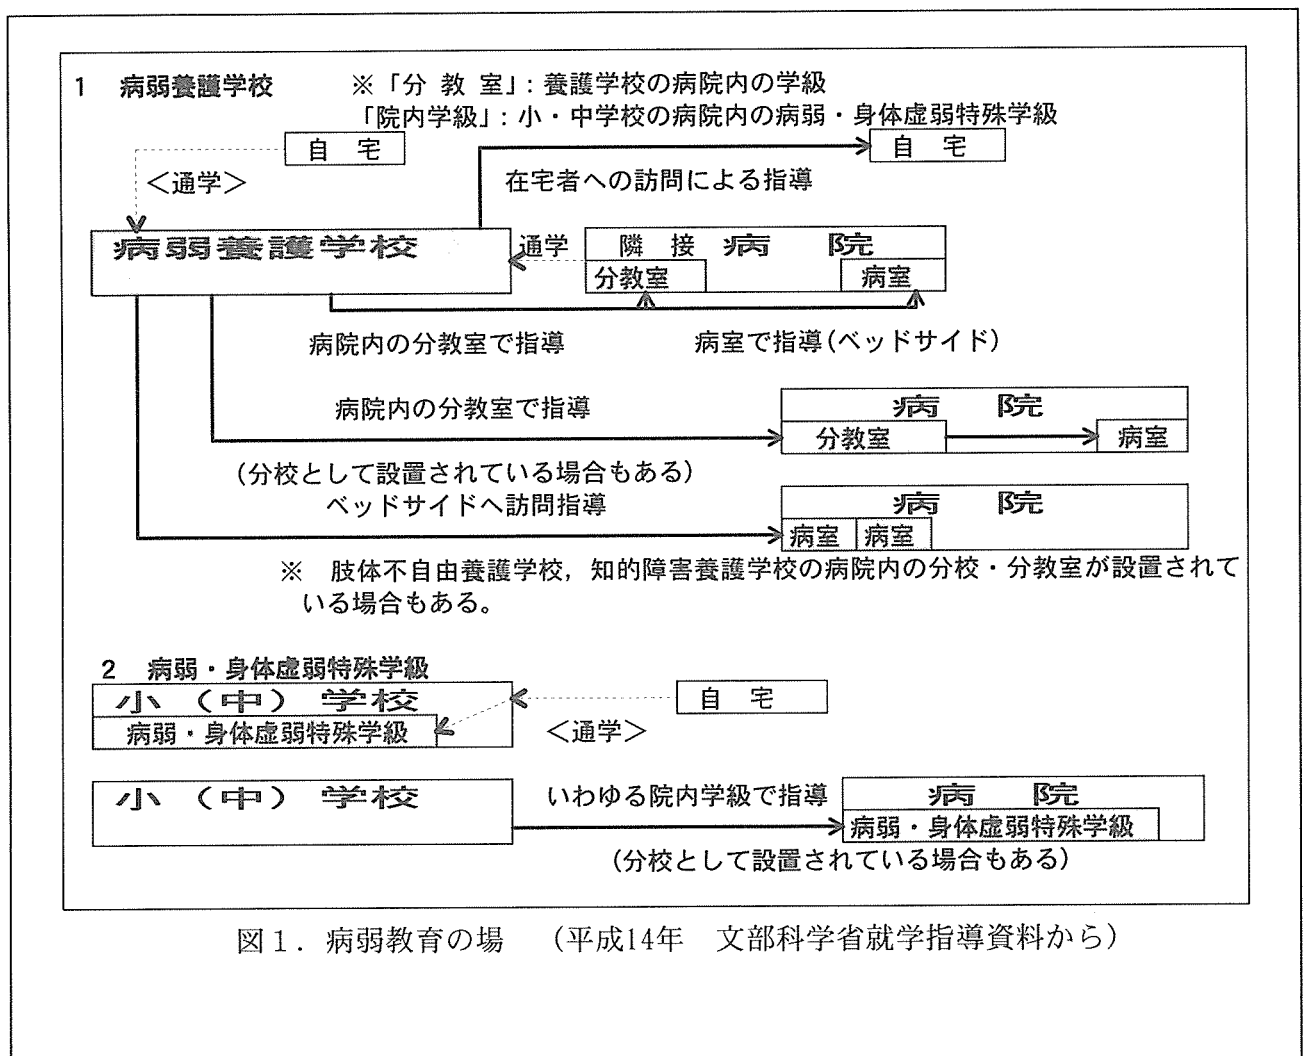 1 病弱養護学校 ※「分 教 室」：養護学校の病院内の学級
「院内学級」：小・中学校の病院内の病弱・身体虚弱特殊学級
自 宅
自 宅
＜通学＞
在宅者への訪問による指導
病弱養護学校
通学
隣 接 病 院
分教室
病室
病院内の分教室で指導
病室で指導（ベッドサイド）
病院内の分教室で指導
病 院
分教室
病室
（分校として設置されている場合もある）
ベッドサイドへ訪問指導
病 院
病室 病室
※ 肢体不自由養護学校，知的障害養護学校の病院内の分校・分教室が設置されて
いる場合もある。
2 病弱・身体虚弱特殊学級
小（中）学校
自 宅
病弱・身体虚弱特殊学級
＜通学＞
小（中）学校
いわゆる院内学級で指導
病 院
病弱・身体虚弱特殊学級
（分校として設置されている場合もある）
図１．病弱教育の場 （平成14年 文部科学省就学指導資料から）